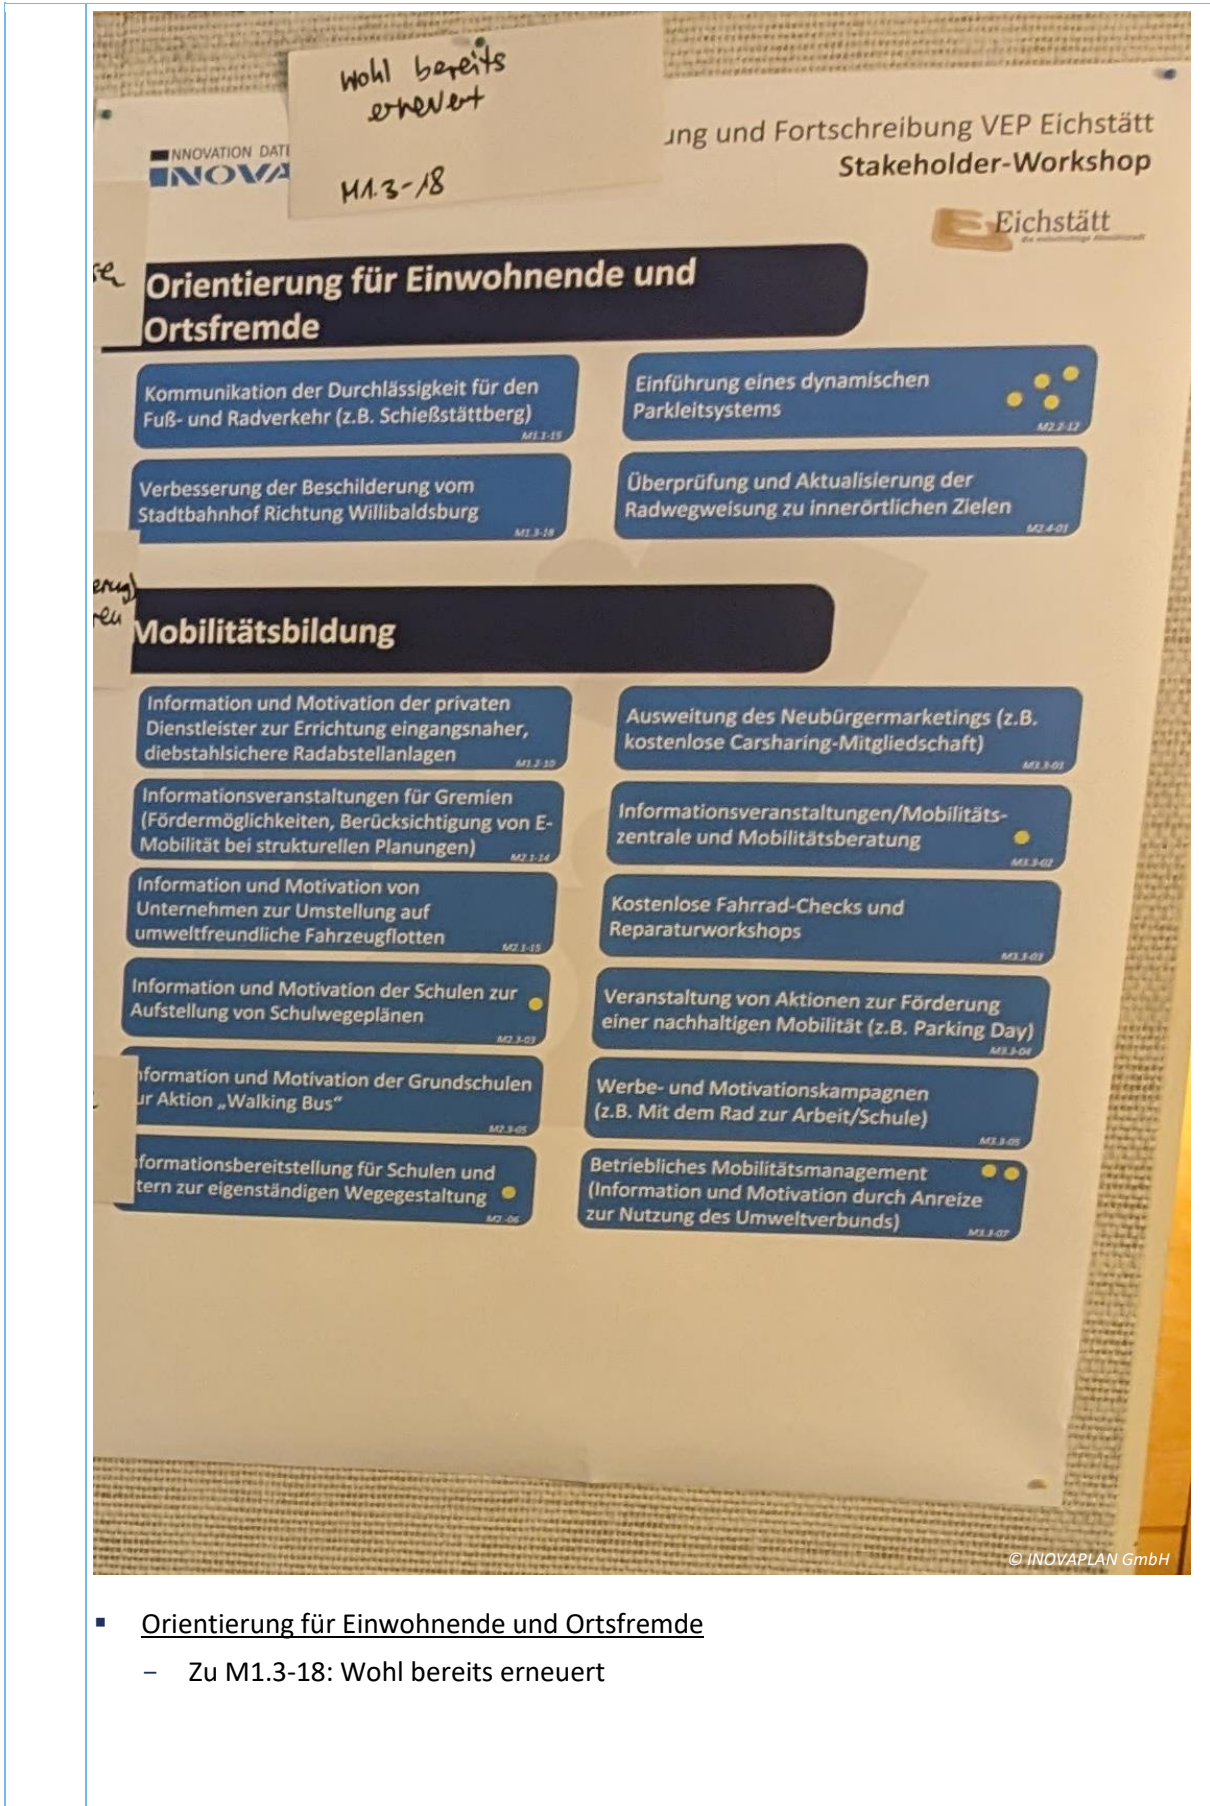 wohl bereits
erneuert
M1.3-18
NNOVATION DATE
INOVA
ung und Fortschreibung VEP Eichstätt
Stakeholder-Workshop
Eichstätt
Orientierung für Einwohnende und
Ortsfremde
Kommunikation der Durchlässigkeit für den
Fuß- und Radverkehr (z.B. Schießstättberg)
M1.1-15
Einführung eines dynamischen
Parkleitsystems
M2.2-12
Verbesserung der Beschilderung vom
Stadtbahnhof Richtung Willibaldsburg
M1.3-18
Überprüfung und Aktualisierung der
Radwegweisung zu innerörtlichen Zielen
M2.4-01
Mobilitätsbildung
Information und Motivation der privaten
Dienstleister zur Errichtung eingangsnaher,
diebstahlsichere Radabstellanlagen
M1.2-10
Ausweitung des Neubürgermarketings (z.B.
kostenlose Carsharing-Mitgliedschaft)
M3.3-01
Informationsveranstaltungen für Gremien
(Fördermöglichkeiten, Berücksichtigung von E-
Mobilität bei strukturellen Planungen)
M2.1-14
Informationsveranstaltungen/Mobilitäts-
zentrale und Mobilitätsberatung
M3.3-02
Information und Motivation von
Unternehmen zur Umstellung auf
umweltfreundliche Fahrzeugflotten
M2.1-15
Kostenlose Fahrrad-Checks und
Reparaturworkshops
M3.3-03
Information und Motivation der Schulen zur
Aufstellung von Schulwegeplänen
M2.3-03
Veranstaltung von Aktionen zur Förderung
einer nachhaltigen Mobilität (z.B. Parking Day)
M3.3-04
nformation und Motivation der Grundschulen
ur Aktion „Walking Bus“
M2.3-05
Werbe- und Motivationskampagnen
(z.B. Mit dem Rad zur Arbeit/Schule)
M3.3-05
formationsbereitstellung für Schulen und
tern zur eigenständigen Wegegestaltung
Betriebliches Mobilitätsmanagement
(Information und Motivation durch Anreize
zur Nutzung des Umweltverbunds)
M3.3-07
© INOVAPLAN GmbH
▪ Orientierung für Einwohnende und Ortsfremde
− Zu M1.3-18: Wohl bereits erneuert